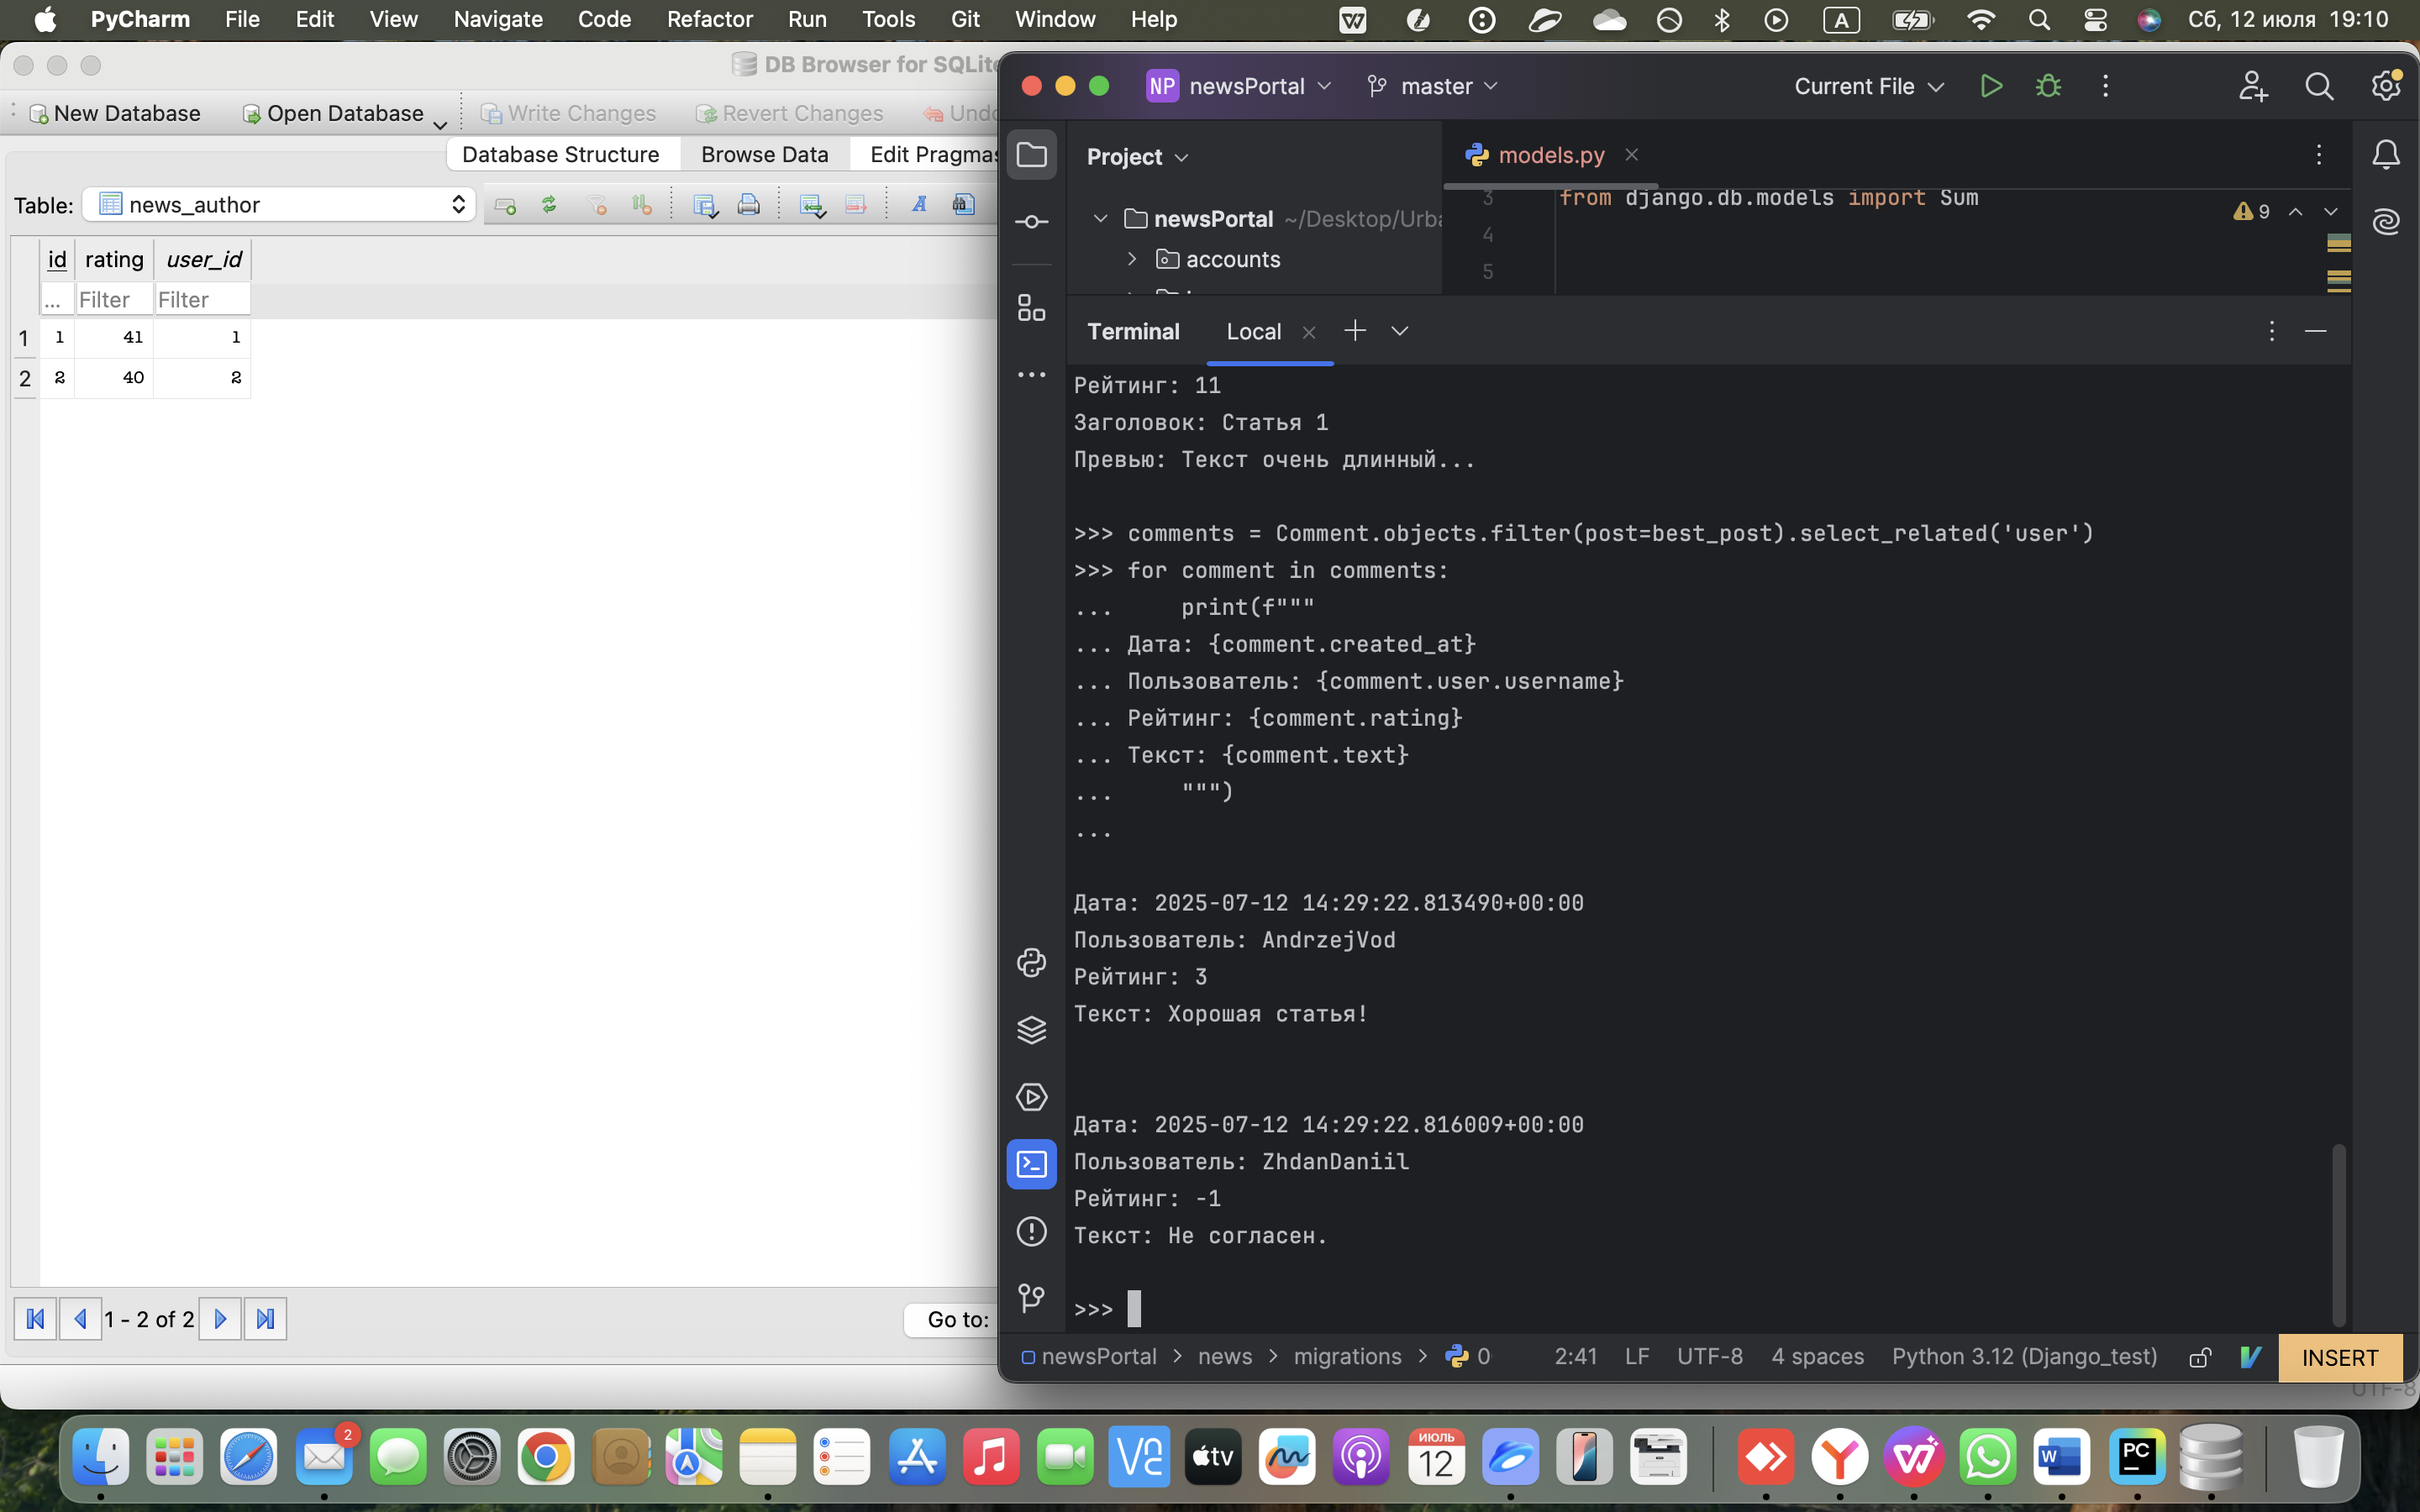 PyCharm File Edit View Navigate Code Refactor Run Tools Git Window Help A Сб, 12 июля 19:10
DB Browser for SQLite
New Database Open Database Write Changes Revert Changes Undo
Database Structure Browse Data Edit Pragmas
Table: news_author
id rating user_id
... Filter Filter
1 1 41 1
2 2 40 2
1 - 2 of 2 Go to:
NP newsPortal master Current File
Project
models.py
newsPortal ~/Desktop/Urba
accounts
3 from django.db.models import Sum
4
5
9
Terminal Local
Рейтинг: 11
Заголовок: Статья 1
Превью: Текст очень длинный...
>>> comments = Comment.objects.filter(post=best_post).select_related('user')
>>> for comment in comments:
... print(f"""
... Дата: {comment.created_at}
... Пользователь: {comment.user.username}
... Рейтинг: {comment.rating}
... Текст: {comment.text}
... """)
...
Дата: 2025-07-12 14:29:22.813490+00:00
Пользователь: AndrzejVod
Рейтинг: 3
Текст: Хорошая статья!
Дата: 2025-07-12 14:29:22.816009+00:00
Пользователь: ZhdanDaniil
Рейтинг: -1
Текст: Не согласен.
>>>
newsPortal > news > migrations > 0 2:41 LF UTF-8 4 spaces Python 3.12 (Django_test) INSERT
UTF-8
2
tv
ИЮЛЬ
12
W
PC